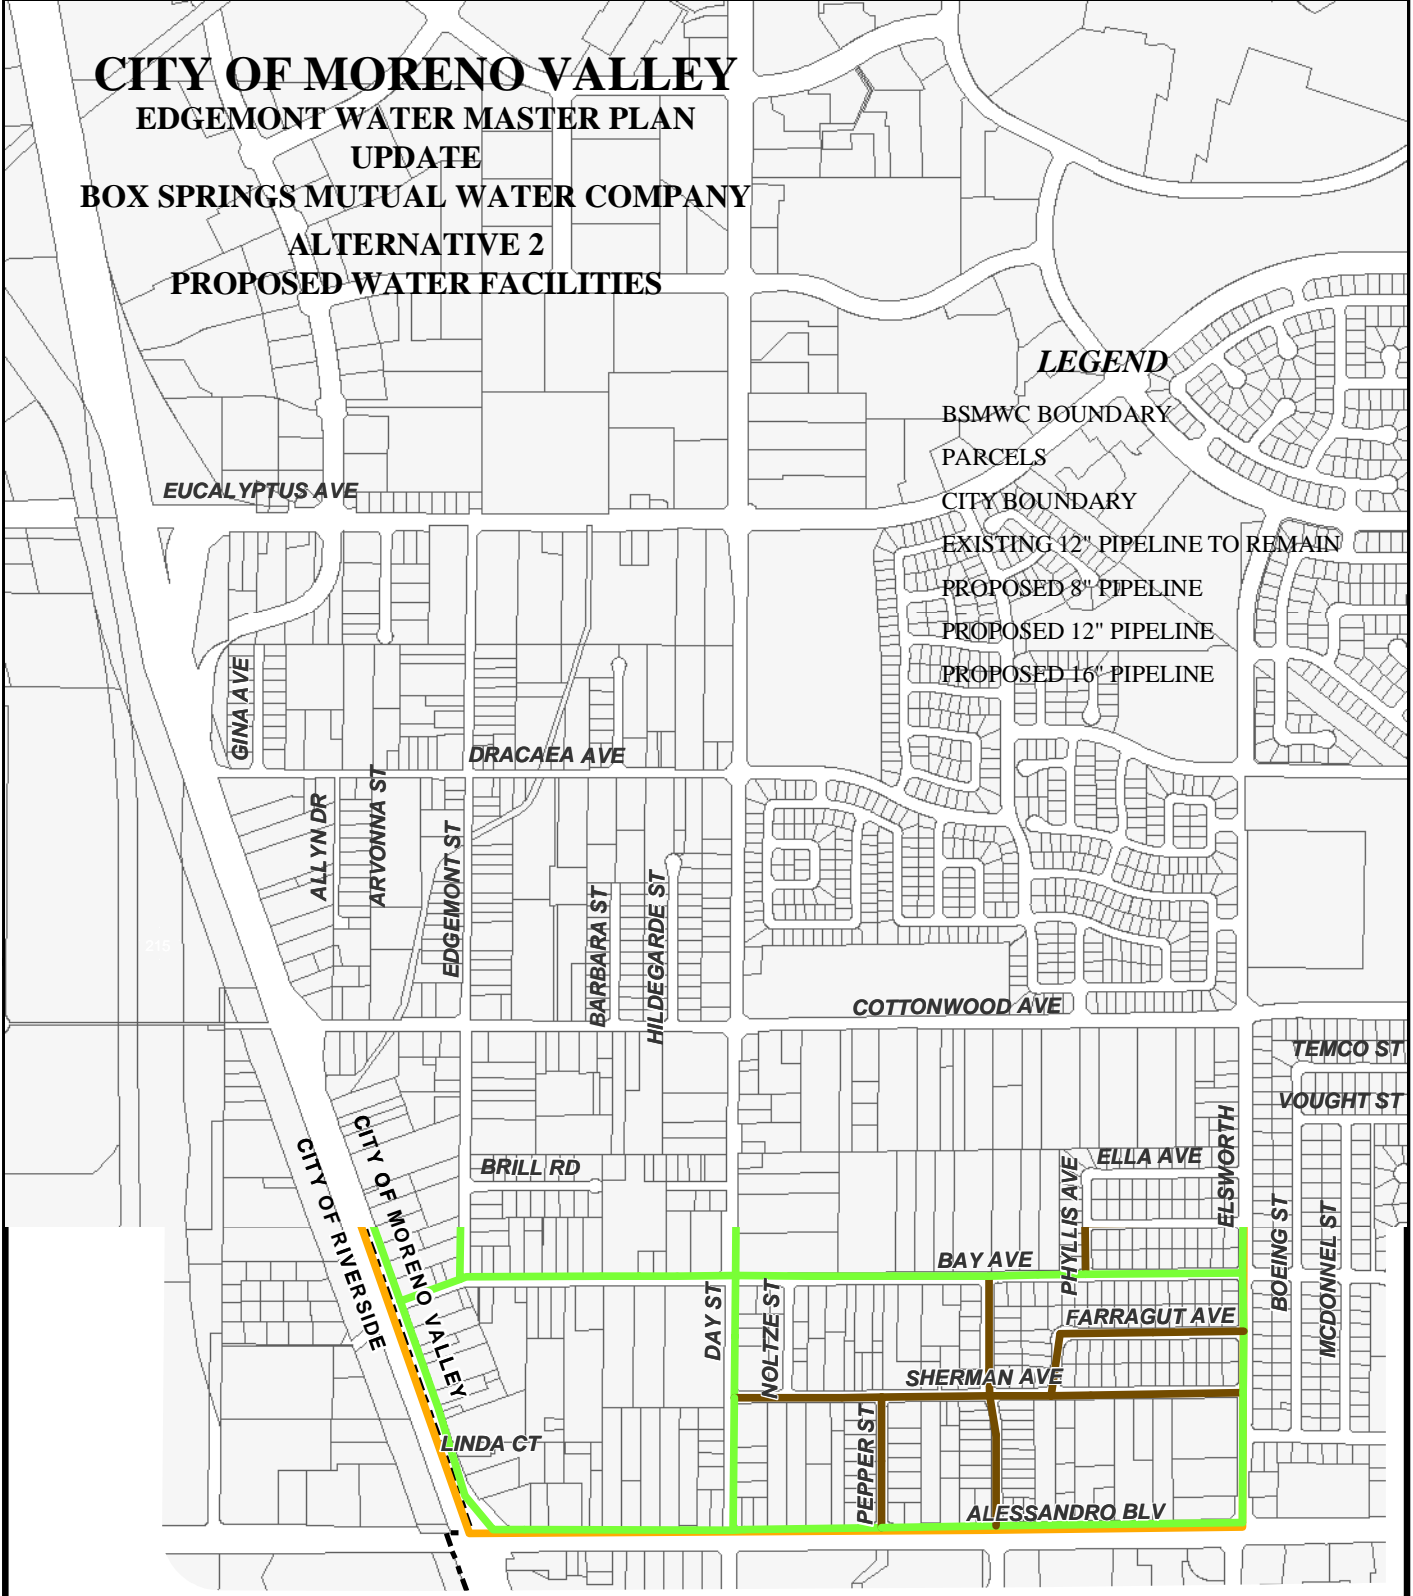 CITY OF MORENO VALLEY
EDGEMONT WATER MASTER PLAN
UPDATE
BOX SPRINGS MUTUAL WATER COMPANY
ALTERNATIVE 2
PROPOSED WATER FACILITIES
LEGEND
BSMWC BOUNDARY
PARCELS
CITY BOUNDARY
EXISTING 12" PIPELINE TO REMAIN
PROPOSED 8" PIPELINE
PROPOSED 12" PIPELINE
PROPOSED 16" PIPELINE
EUCALYPTUS AVE
GINA AVE
DRACAEA AVE
ALLYN DR
ARVONNA ST
EDGEMONT ST
BARBARA ST
HILDEGARDE ST
215
COTTONWOOD AVE
TEMCO ST
VOUGHT ST
CITY OF RIVERSIDE
CITY OF MORENO VALLEY
BRILL RD
ELLA AVE
PHYLLIS AVE
ELSWORTH
BOEING ST
MCDONNEL ST
BAY AVE
DAY ST
NOLTZE ST
FARRAGUT AVE
SHERMAN AVE
PEPPER ST
LINDA CT
ALESSANDRO BLV